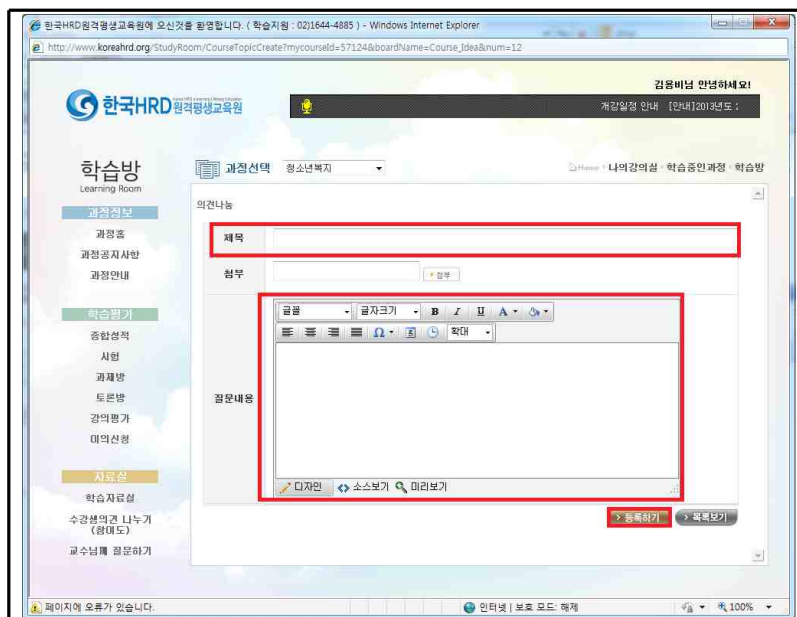 한국HRD원격평생교육원에 오신것을 환영합니다. ( 학습지원 : 02)1644-4885 ) - Windows Internet Explorer
http://www.koreahrd.org/StudyRoom/CourseTopicCreate?mycourseId=57124&boardName=Course_Idea&num=12
김용비님 안녕하세요!
한국HRD원격평생교육원
개강일정 안내 [안내]2013년도 :
학습방
Learning Room
과정선택 청소년복지
Home 나의강의실 학습중인과정 학습방
과정정보
과정홈
과정공지사항
과정안내
학습평가
종합성적
시험
과제방
토론방
강의평가
이의신청
자료실
학습자료실
수강생의견 나누기
(참여도)
교수님께 질문하기
의견나눔
제목
첨부 첨부
질문내용
글꼴 글자크기 B I U A
Ω 확대
디자인 소스보기 미리보기
> 등록하기 > 목록보기
페이지에 오류가 있습니다. 인터넷 | 보호 모드: 해제 100%